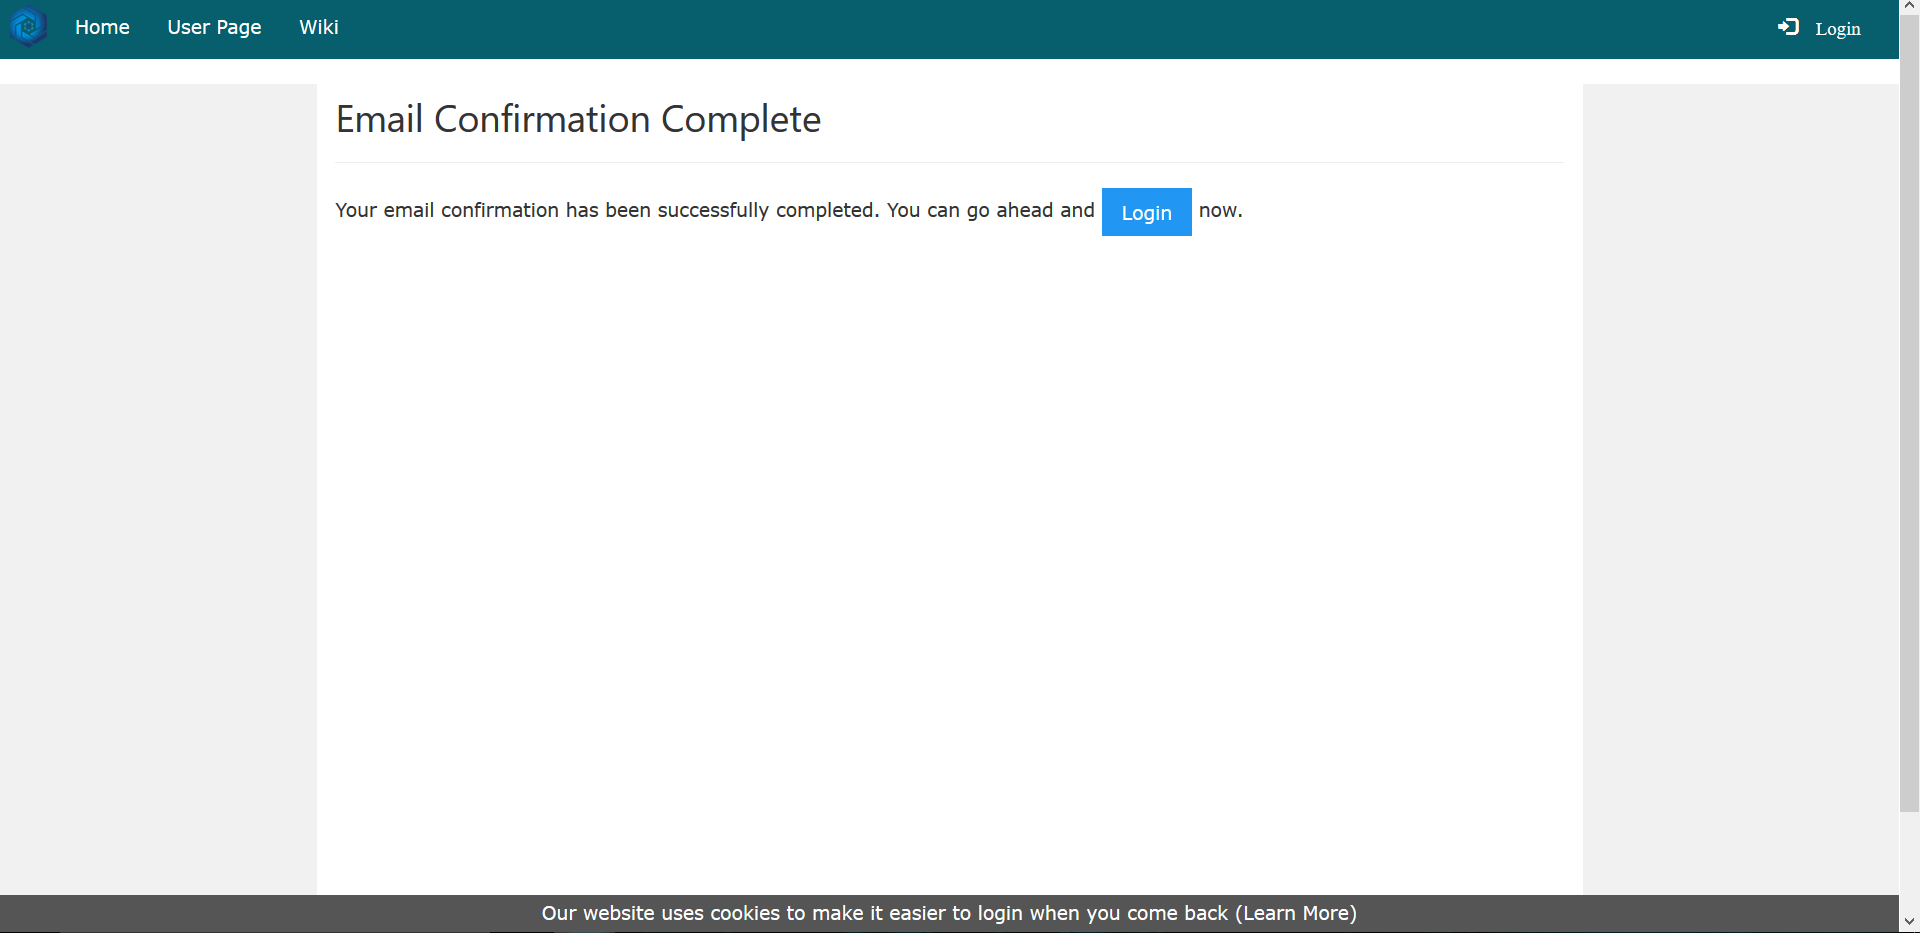 Home User Page Wiki Login
Email Confirmation Complete
Your email confirmation has been successfully completed. You can go ahead and Login now.
Our website uses cookies to make it easier to login when you come back (Learn More)